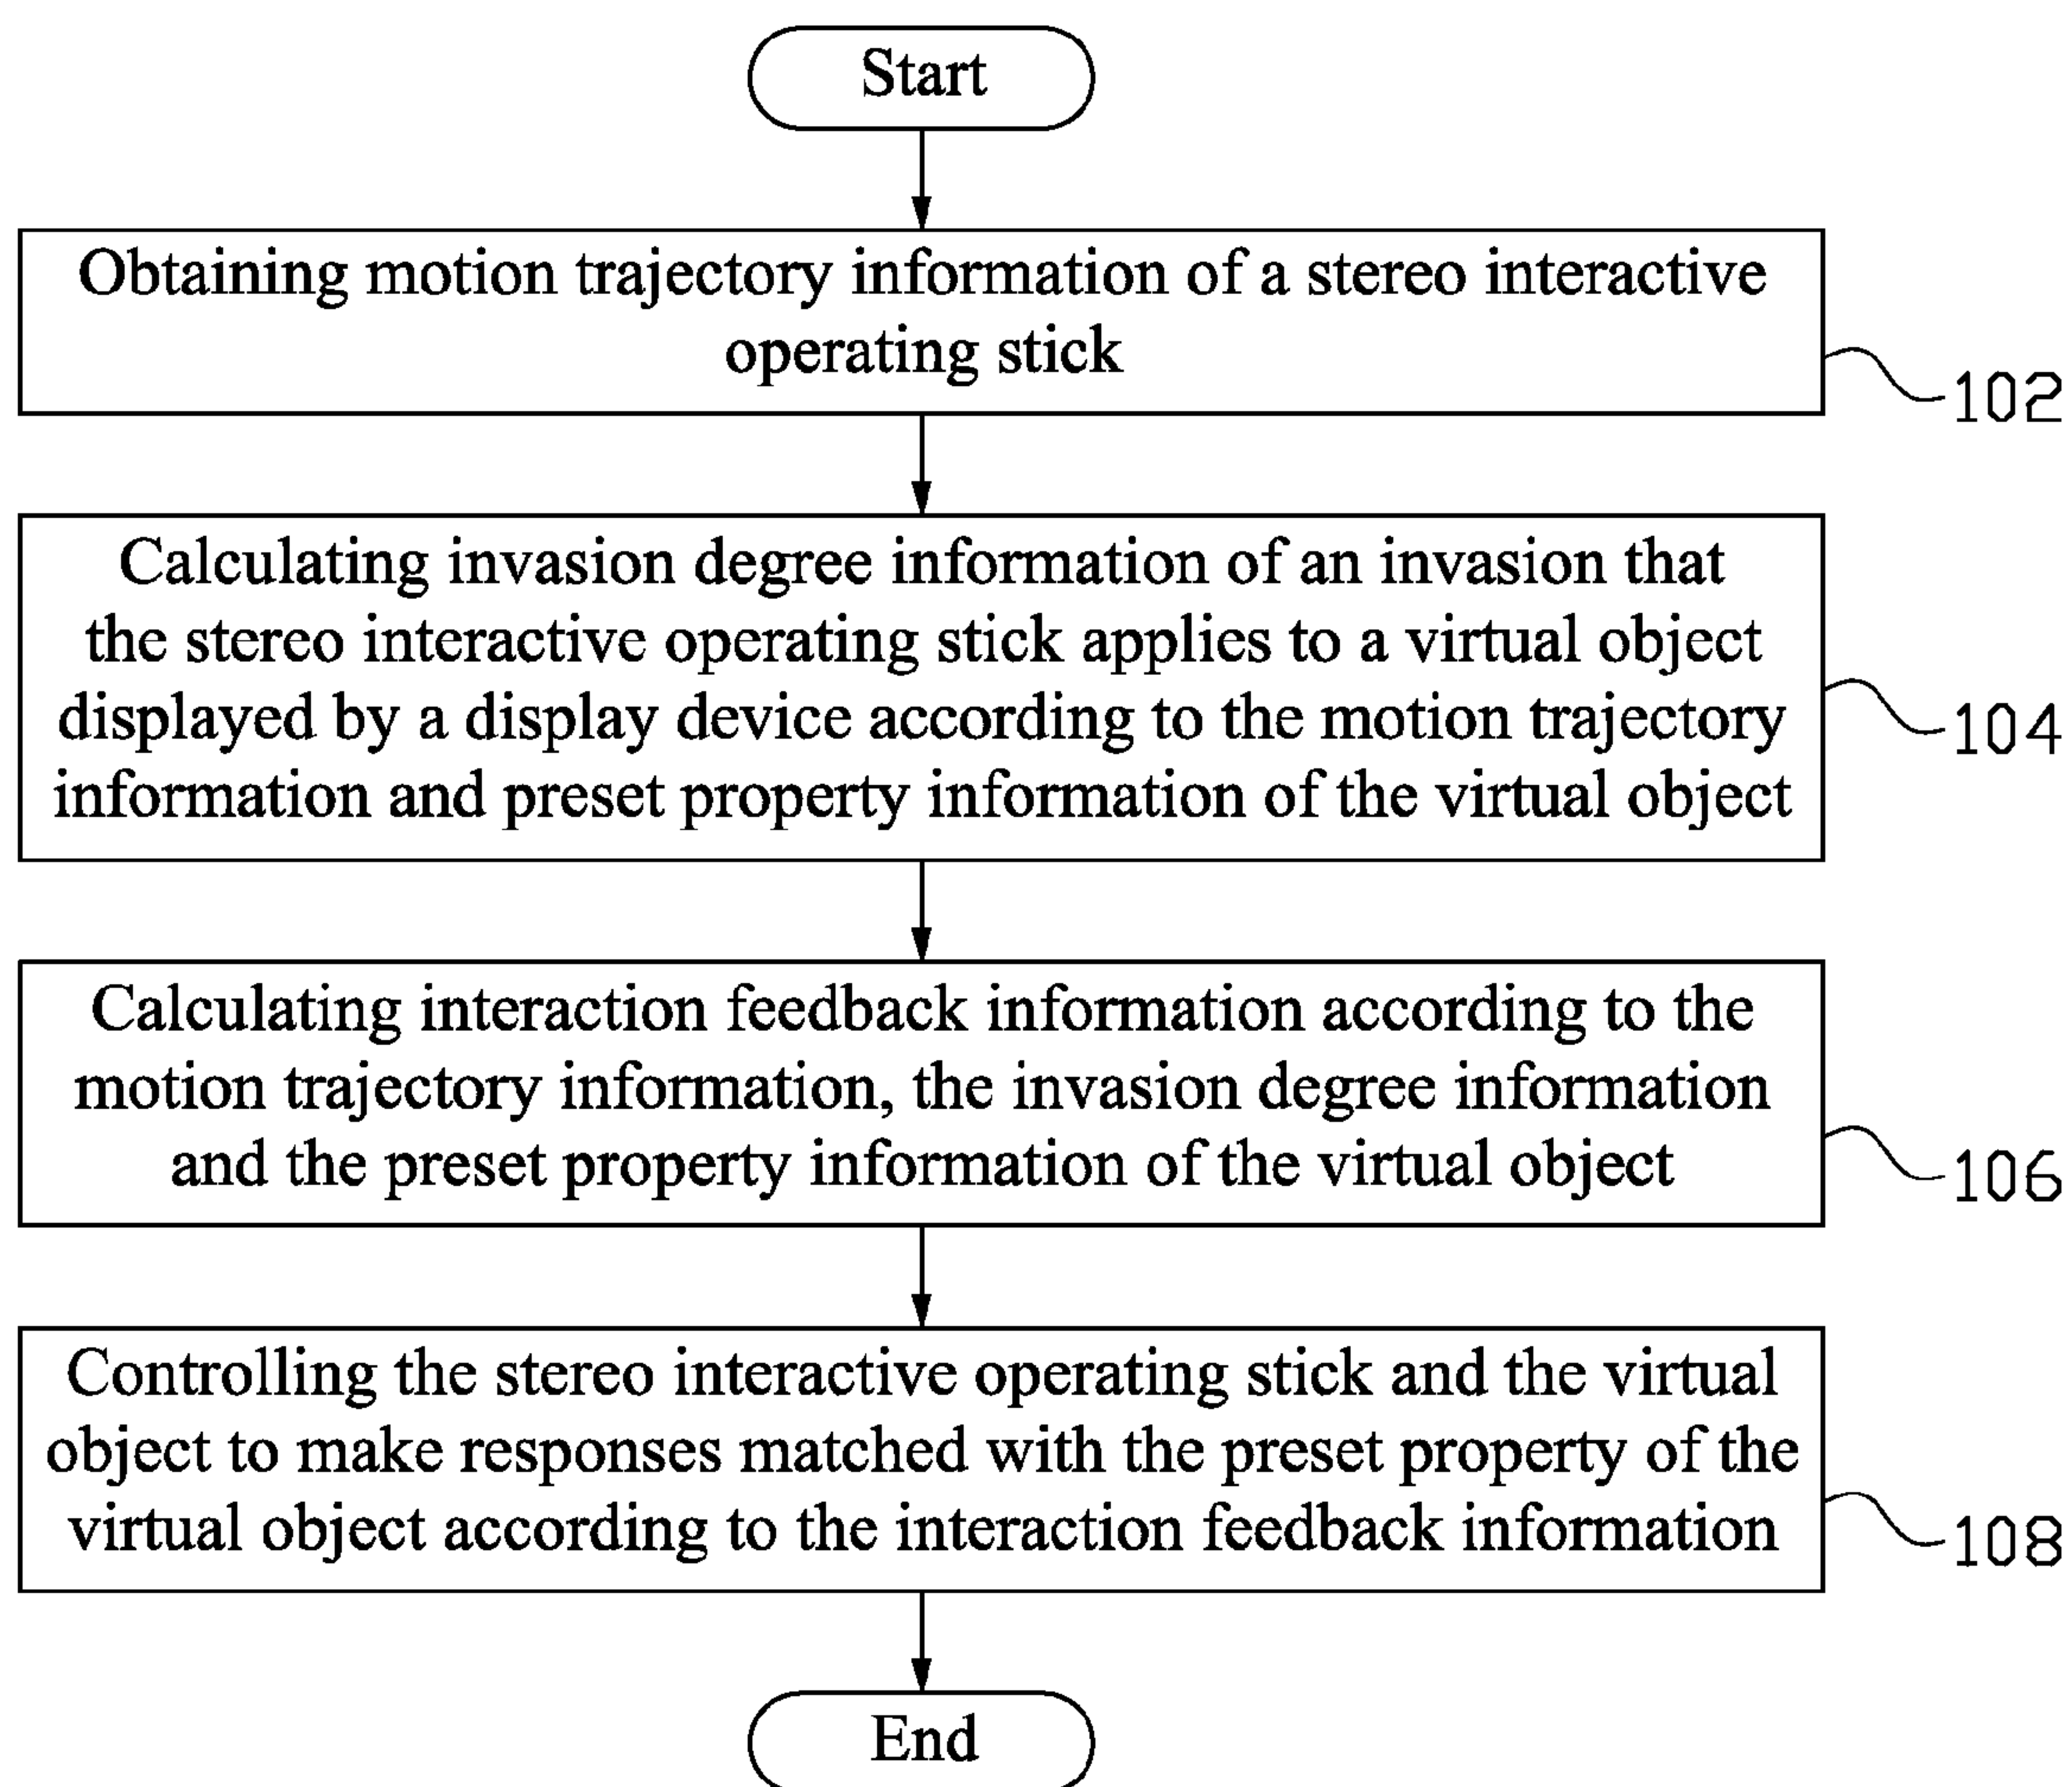 Start
Obtaining motion trajectory information of a stereo interactive
operating stick
102
Calculating invasion degree information of an invasion that
the stereo interactive operating stick applies to a virtual object
displayed by a display device according to the motion trajectory
information and preset property information of the virtual object
104
Calculating interaction feedback information according to the
motion trajectory information, the invasion degree information
and the preset property information of the virtual object
106
Controlling the stereo interactive operating stick and the virtual
object to make responses matched with the preset property of the
virtual object according to the interaction feedback information
108
End